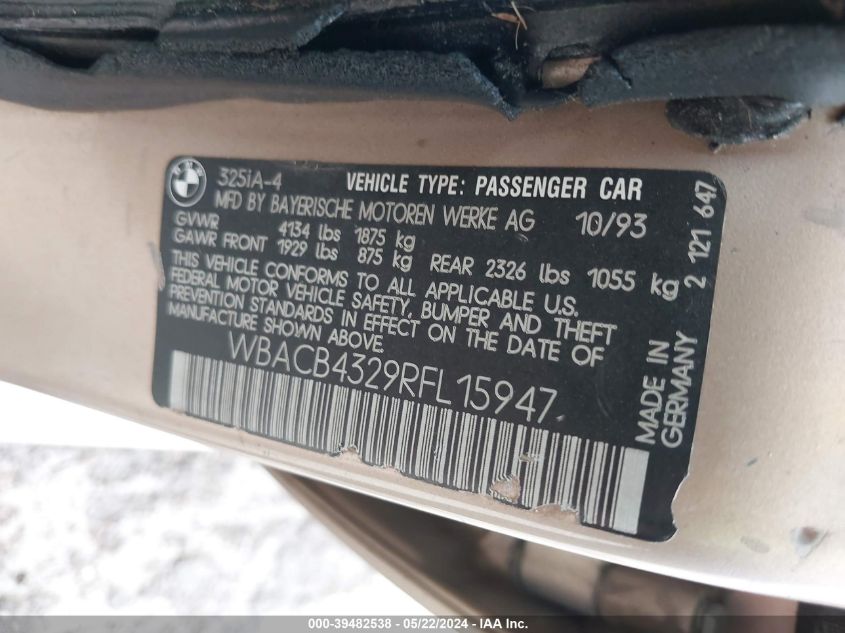 BMW
325iA-4 VEHICLE TYPE: PASSENGER CAR
MFD BY BAYERISCHE MOTOREN WERKE AG 10/93
GVWR 4134 lbs 1875 kg
GAWR FRONT 1929 lbs 875 kg REAR 2326 lbs 1055 kg
THIS VEHICLE CONFORMS TO ALL APPLICABLE U.S.
FEDERAL MOTOR VEHICLE SAFETY, BUMPER AND THEFT
PREVENTION STANDARDS IN EFFECT ON THE DATE OF
MANUFACTURE SHOWN ABOVE.
WBACB4329RFL15947
MADE IN
GERMANY
2 121 647
000-39482538 - 05/22/2024 - IAA Inc.